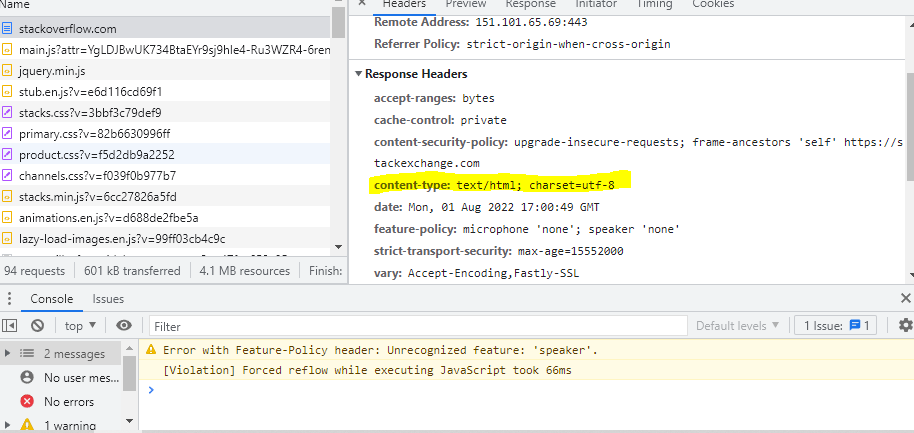 Headers Preview Response Initiator Timing Cookies
stackoverflow.com
main.js?attr=YgLDJBwUK734BtaEYr9sj9hle4-Ru3WZR4-6ren
jquery.min.js
stub.en.js?v=e6d116cd69f1
stacks.css?v=3bbf3c79def9
primary.css?v=82b6630996ff
product.css?v=f5d2db9a2252
channels.css?v=f039f0b977b7
stacks.min.js?v=6cc27826a5fd
animations.en.js?v=d688de2fbe5a
lazy-load-images.en.js?v=99ff03cb4c9c
94 requests 601 kB transferred 4.1 MB resources Finish:
Remote Address: 151.101.65.69:443
Referrer Policy: strict-origin-when-cross-origin
Response Headers
accept-ranges: bytes
cache-control: private
content-security-policy: upgrade-insecure-requests; frame-ancestors 'self' https://s
tackexchange.com
content-type: text/html; charset=utf-8
date: Mon, 01 Aug 2022 17:00:49 GMT
feature-policy: microphone 'none'; speaker 'none'
strict-transport-security: max-age=15552000
vary: Accept-Encoding,Fastly-SSL
Console Issues
top Filter Default levels 1 Issue: 1
2 messages
No user mes...
No errors
1 warning
Error with Feature-Policy header: Unrecognized feature: 'speaker'.
[Violation] Forced reflow while executing JavaScript took 66ms